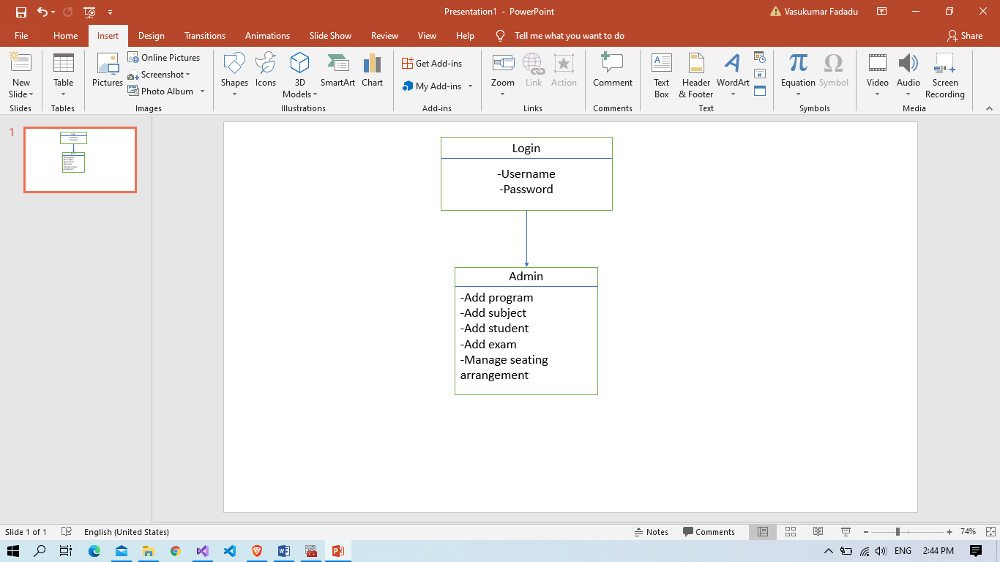 Presentation1 - PowerPoint
Vasukumar Fadadu
File Home Insert Design Transitions Animations Slide Show Review View Help Tell me what you want to do Share
New Slide
Slides
Table
Tables
Pictures
Online Pictures
Screenshot
Photo Album
Images
Shapes
Icons
3D Models
SmartArt
Chart
Illustrations
Get Add-ins
My Add-ins
Add-ins
Zoom
Link
Action
Links
Comment
Comments
Text Box
Header & Footer
WordArt
Text
Equation
Symbol
Symbols
Video
Audio
Screen Recording
Media
1
Login
-Username
-Password
Admin
-Add program
-Add subject
-Add student
-Add exam
-Manage seating
arrangement
Slide 1 of 1 English (United States) Notes Comments 74%
ENG 2:44 PM